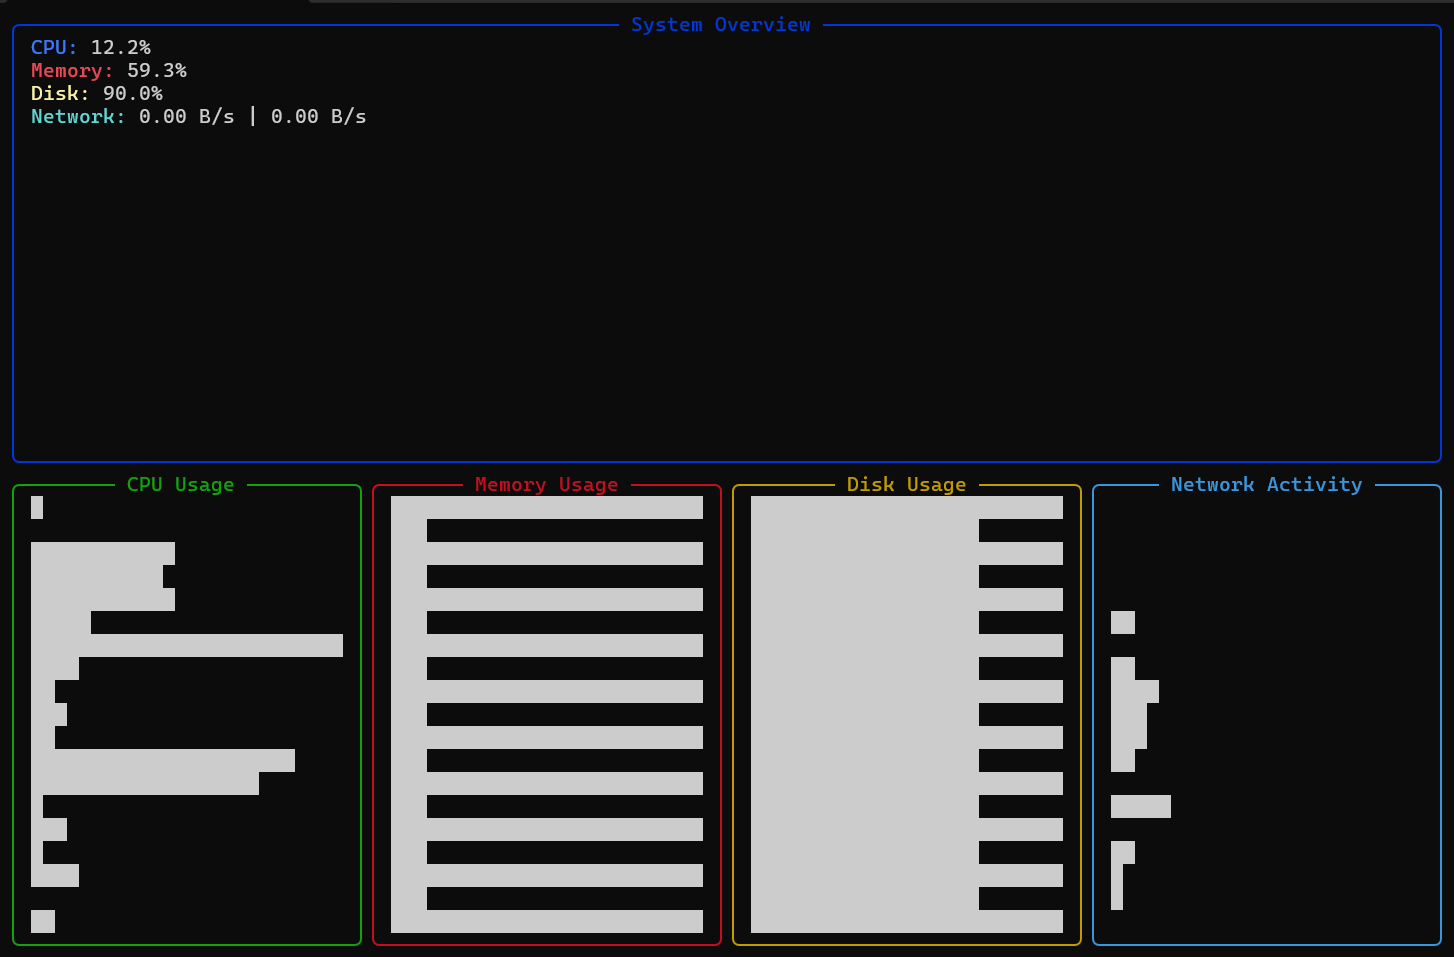 System Overview
CPU: 12.2%
Memory: 59.3%
Disk: 90.0%
Network: 0.00 B/s | 0.00 B/s
CPU Usage
Memory Usage
Disk Usage
Network Activity